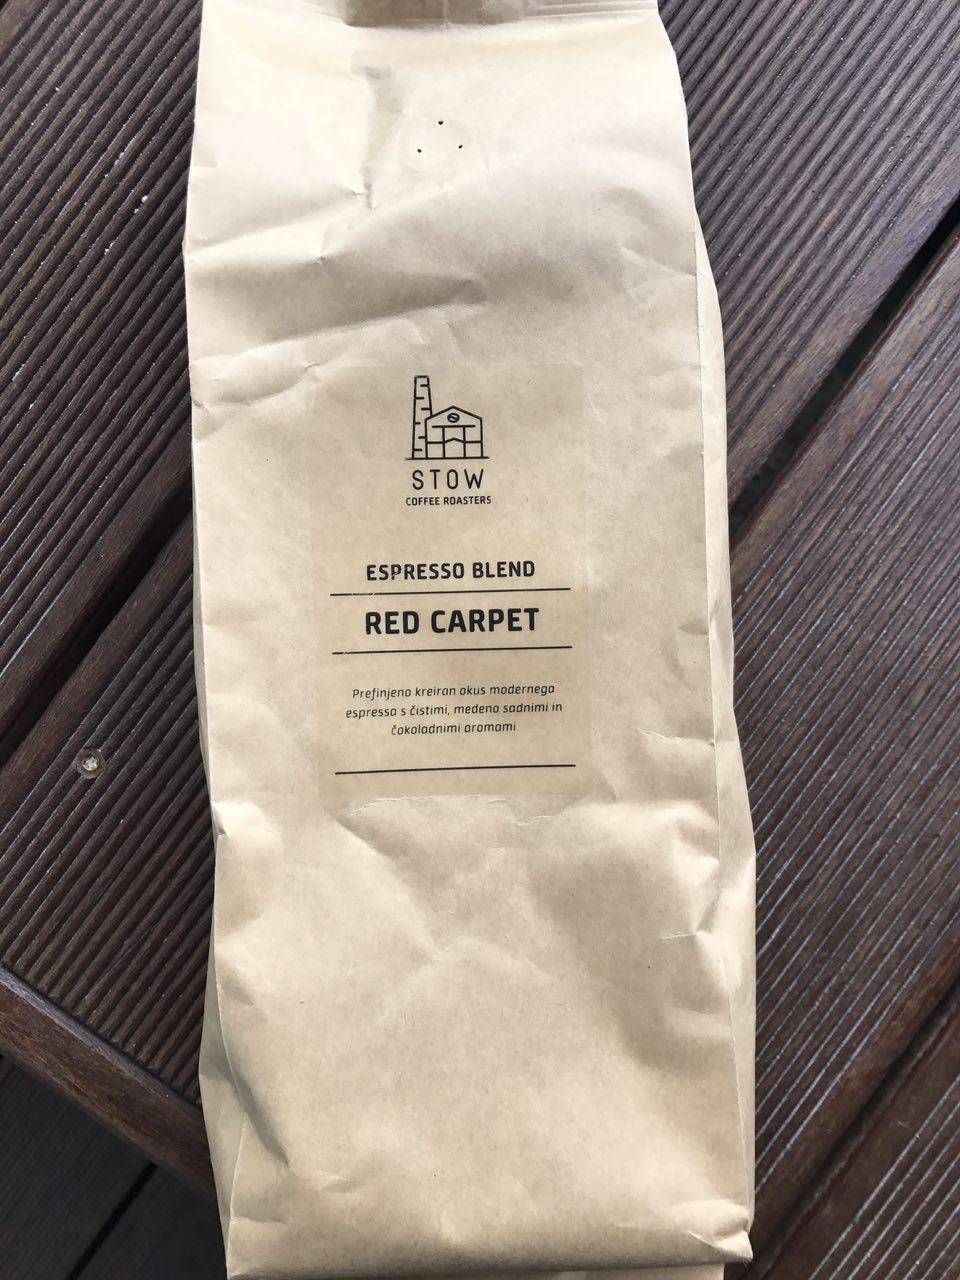 STOW
COFFEE ROASTERS
ESPRESSO BLEND
RED CARPET
Prefinjeno kreiran okus modernega
espressa s čistimi, medeno sadnimi in
čokoladnimi aromami